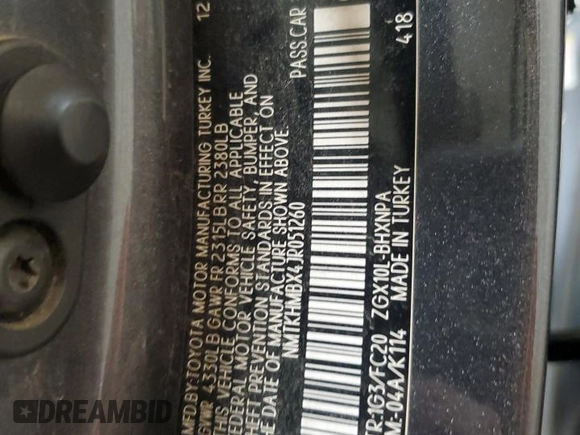 MFD BY: TOYOTA MOTOR MANUFACTURING TURKEY INC. 12
GVWR 4330LB GAWR FR 2315LB RR 2380LB
THIS VEHICLE CONFORMS TO ALL APPLICABLE
FEDERAL MOTOR VEHICLE SAFETY, BUMPER, AND
THEFT PREVENTION STANDARDS IN EFFECT ON
THE DATE OF MANUFACTURE SHOWN ABOVE.
NMTKHMBX4JR051260 PASS.CAR
R:1G3/FC20 ZGX10L-BHXNPA
M-04A/K114 MADE IN TURKEY 418
DREAMBID